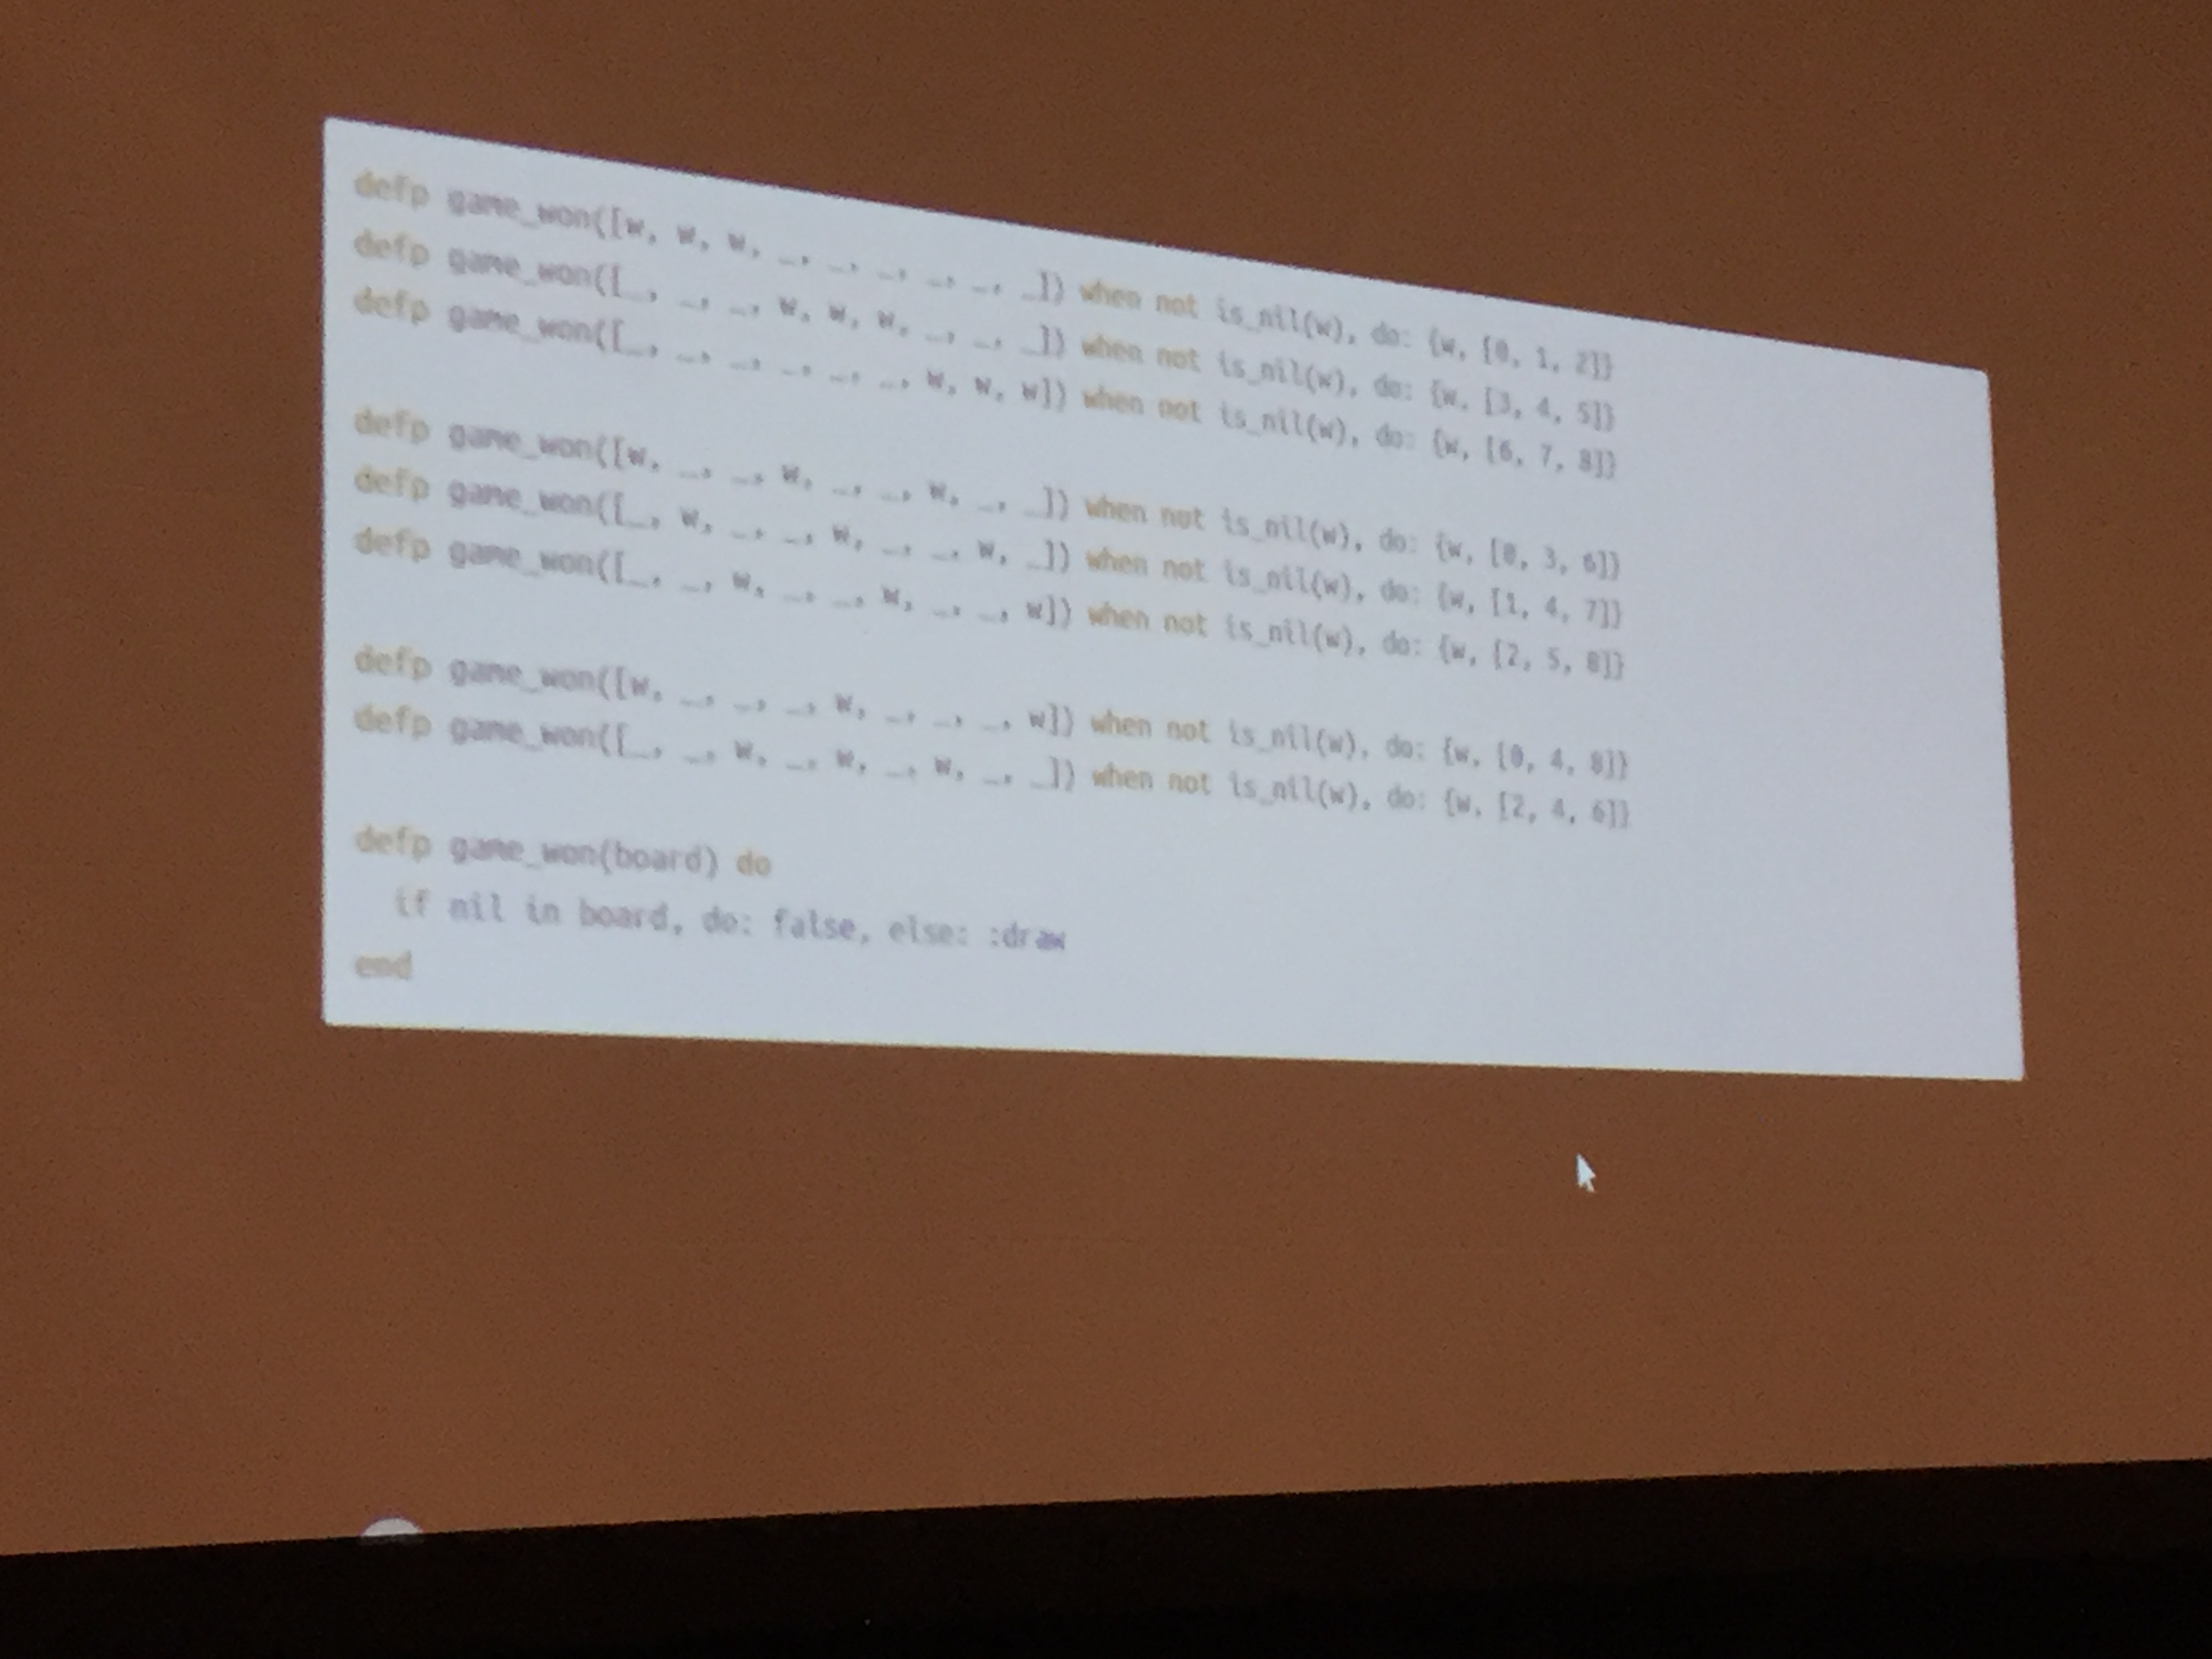 defp game_won([w, w, w, _, _, _, _, _, _]) when not is_nil(w), do: {w, [0, 1, 2]}
defp game_won([_, _, _, w, w, w, _, _, _]) when not is_nil(w), do: {w, [3, 4, 5]}
defp game_won([_, _, _, _, _, _, w, w, w]) when not is_nil(w), do: {w, [6, 7, 8]}
defp game_won([w, _, _, w, _, _, w, _, _]) when not is_nil(w), do: {w, [0, 3, 6]}
defp game_won([_, w, _, _, w, _, _, w, _]) when not is_nil(w), do: {w, [1, 4, 7]}
defp game_won([_, _, w, _, _, w, _, _, w]) when not is_nil(w), do: {w, [2, 5, 8]}
defp game_won([w, _, _, _, w, _, _, _, w]) when not is_nil(w), do: {w, [0, 4, 8]}
defp game_won([_, _, w, _, w, _, w, _, _]) when not is_nil(w), do: {w, [2, 4, 6]}
defp game_won(board) do
  if nil in board, do: false, else: :draw
end